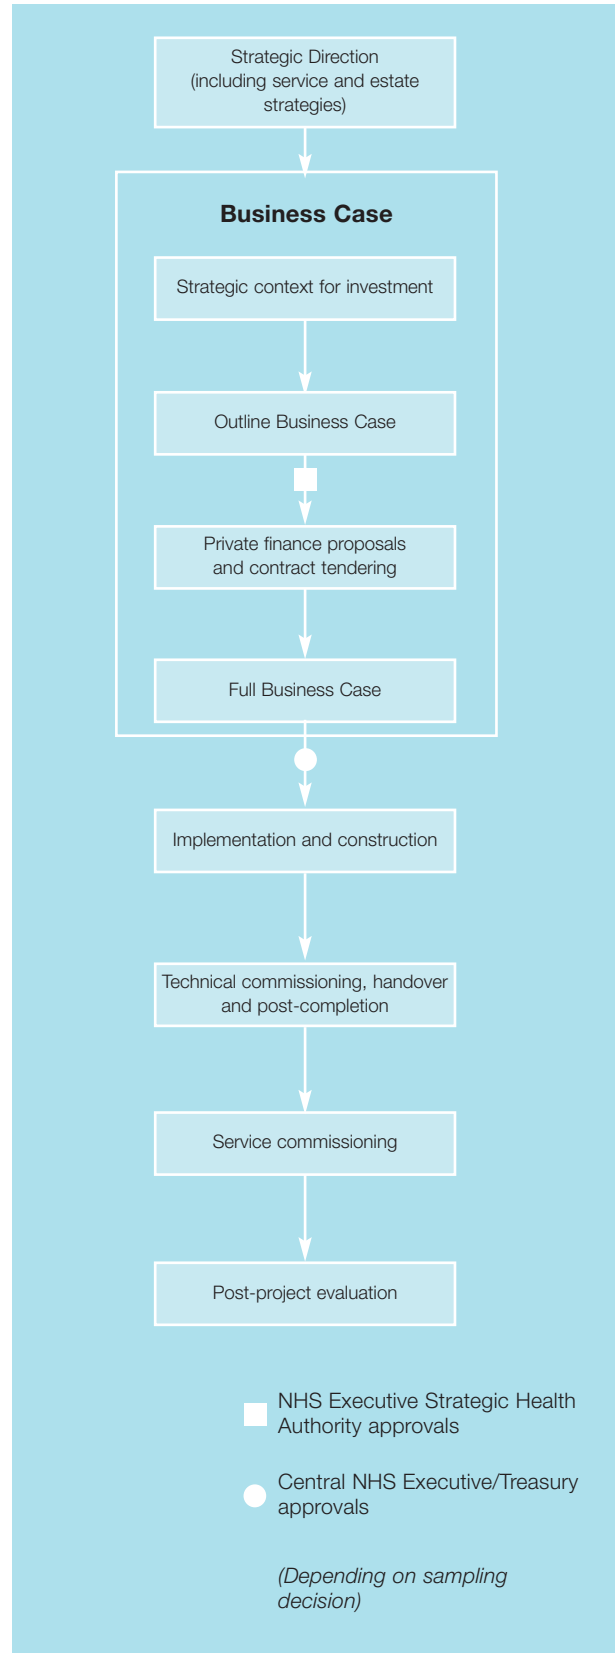 Strategic Direction
(including service and estate
strategies)
Business Case
Strategic context for investment
Outline Business Case
Private finance proposals
and contract tendering
Full Business Case
Implementation and construction
Technical commissioning, handover
and post-completion
Service commissioning
Post-project evaluation
NHS Executive Strategic Health
Authority approvals
Central NHS Executive/Treasury
approvals
(Depending on sampling
decision)